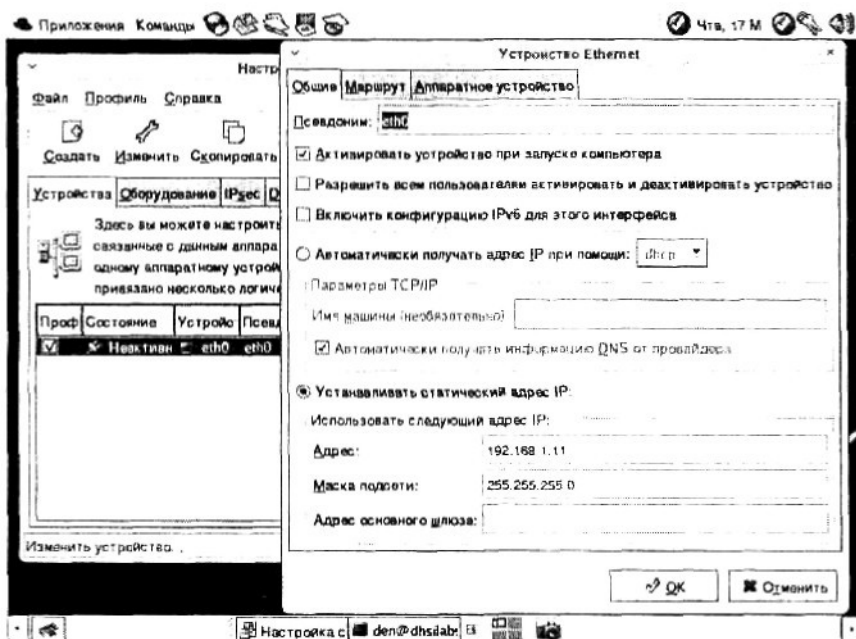 Приложения Команды
Чтв, 17 М
Настр
Файл Профиль Справка
Создать Изменить Скопировать
Устройства Оборудование IPsec D
Здесь вы можете настроить
связанные с данным аппара
одному аппаратному устрой
привязано несколько логиче
Проф Состояние Устройс Псевд
Неактивн eth0 eth0
Изменить устройство...
Устройство Ethernet
Общие Маршрут Аппаратное устройство
Псевдоним: eth0
Активировать устройство при запуске компьютера
Разрешить всем пользователям активировать и деактивировать устройство
Включить конфигурацию IPv6 для этого интерфейса
Автоматически получать адрес IP при помощи: dhcp
Параметры TCP/IP
Имя машины (необязательно)
Автоматически получать информацию DNS от провайдера
Устанавливать статический адрес IP:
Использовать следующий адрес IP:
Адрес: 192.168.1.11
Маска подсети: 255.255.255.0
Адрес основного шлюза:
OK Отменить
Настройка с den@dhsilabs: